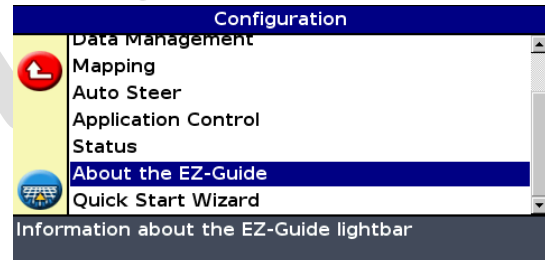 Configuration
Data Management
Mapping
Auto Steer
Application Control
Status
About the EZ-Guide
Quick Start Wizard
Information about the EZ-Guide lightbar